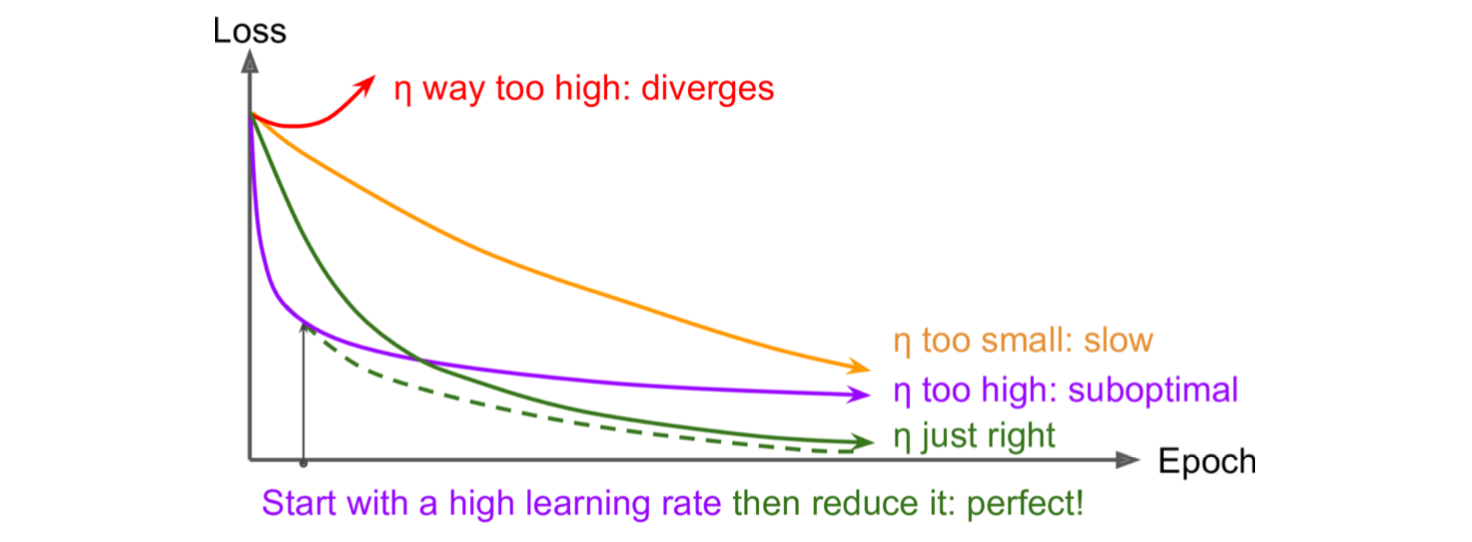 Loss
η way too high: diverges
η too small: slow
η too high: suboptimal
η just right
Epoch
Start with a high learning rate then reduce it: perfect!